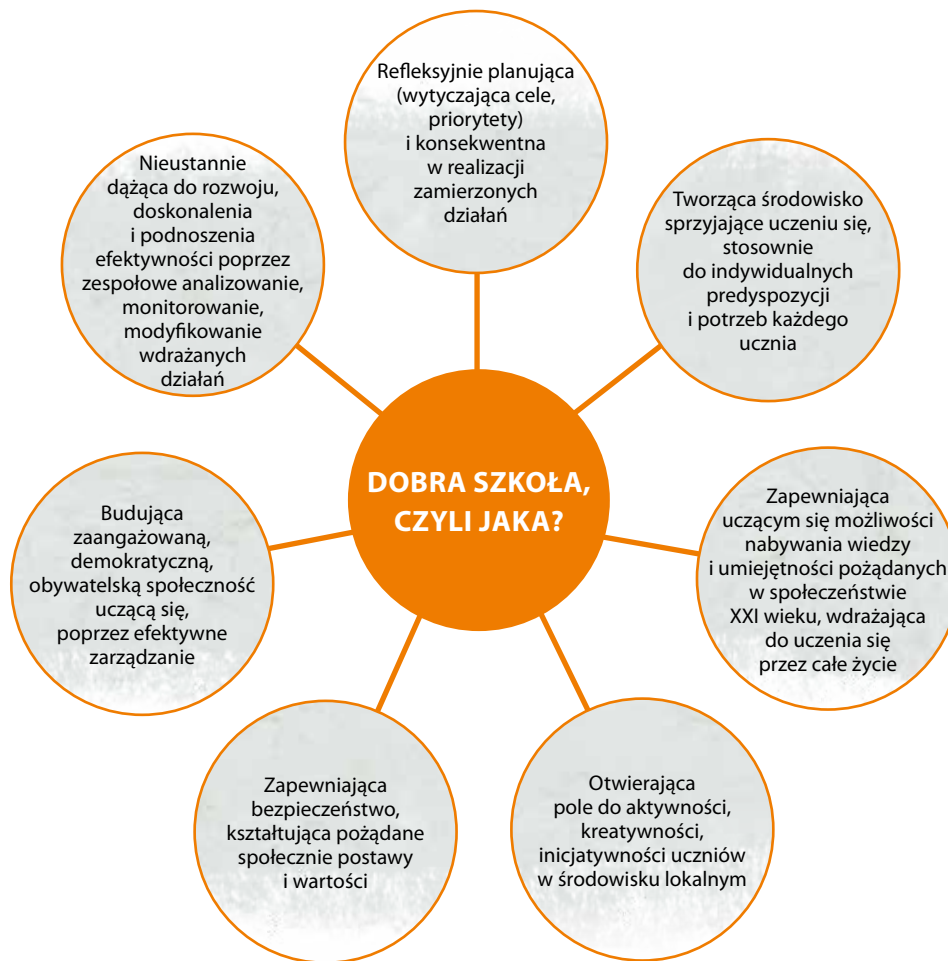 Refleksyjnie planująca
(wytyczająca cele,
priorytety)
i konsekwentna
w realizacji
zamierzonych
działań
Tworząca środowisko
sprzyjające uczeniu się,
stosownie
do indywidualnych
predyspozycji
i potrzeb każdego
ucznia
Zapewniająca
uczącym się możliwości
nabywania wiedzy
i umiejętności pożądanych
w społeczeństwie
XXI wieku, wdrażająca
do uczenia się
przez całe życie
Otwierająca
pole do aktywności,
kreatywności,
inicjatywności uczniów
w środowisku lokalnym
Zapewniająca
bezpieczeństwo,
kształtująca pożądane
społecznie postawy
i wartości
Budująca
zaangażowaną,
demokratyczną,
obywatelską społeczność
uczącą się,
poprzez efektywne
zarządzanie
Nieustannie
dążąca do rozwoju,
doskonalenia
i podnoszenia
efektywności poprzez
zespołowe analizowanie,
monitorowanie,
modyfikowanie
wdrażanych
działań
DOBRA SZKOŁA,
CZYLI JAKA?